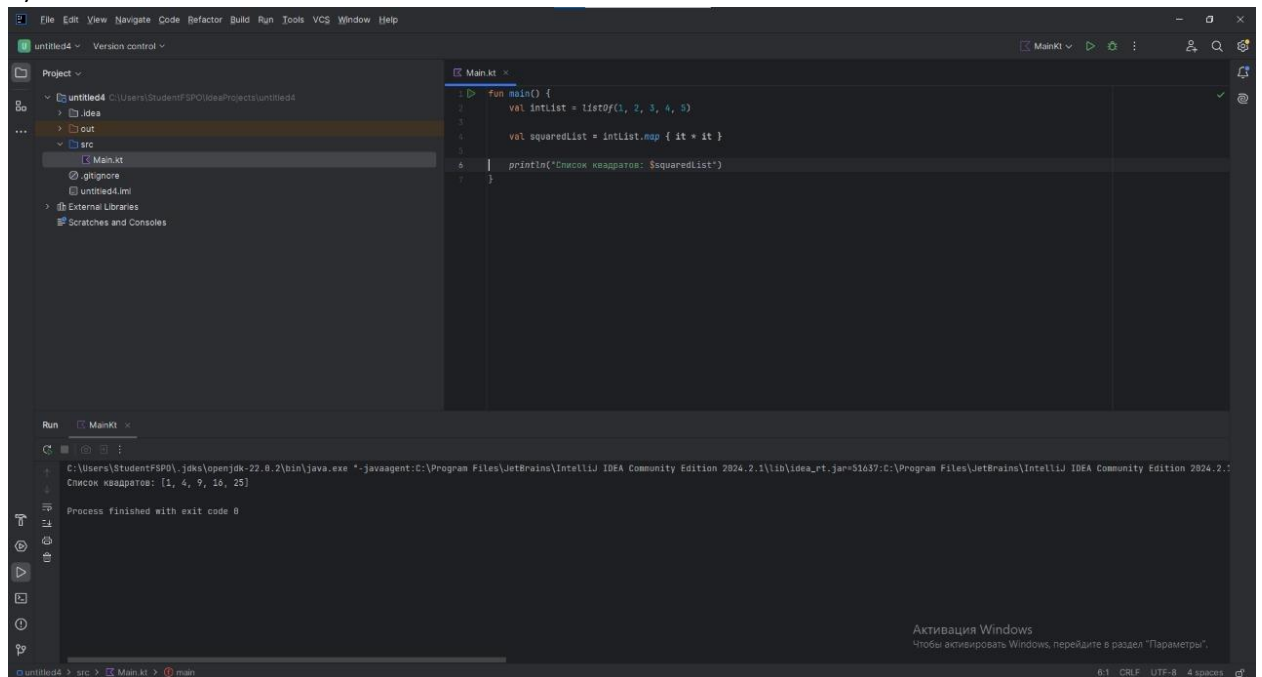 File Edit View Navigate Code Refactor Build Run Tools VCS Window Help
untitled4 Version control
MainKt
Project
Main.kt
untitled4 C:\Users\StudentFSPO\IdeaProjects\untitled4
.idea
out
src
Main.kt
.gitignore
untitled4.iml
External Libraries
Scratches and Consoles
1 fun main() {
2 val intList = listOf(1, 2, 3, 4, 5)
3
4 val squaredList = intList.map { it * it }
5
6 println("Список квадратов: $squaredList")
7 }
Run MainKt
C:\Users\StudentFSPO\.jdks\openjdk-22.0.2\bin\java.exe "-javaagent:C:\Program Files\JetBrains\IntelliJ IDEA Community Edition 2024.2.1\lib\idea_rt.jar=51637:C:\Program Files\JetBrains\IntelliJ IDEA Community Edition 2024.2.
Список квадратов: [1, 4, 9, 16, 25]
Process finished with exit code 0
Активация Windows
Чтобы активировать Windows, перейдите в раздел "Параметры".
untitled4 > src > Main.kt > main
6:1 CRLF UTF-8 4 spaces